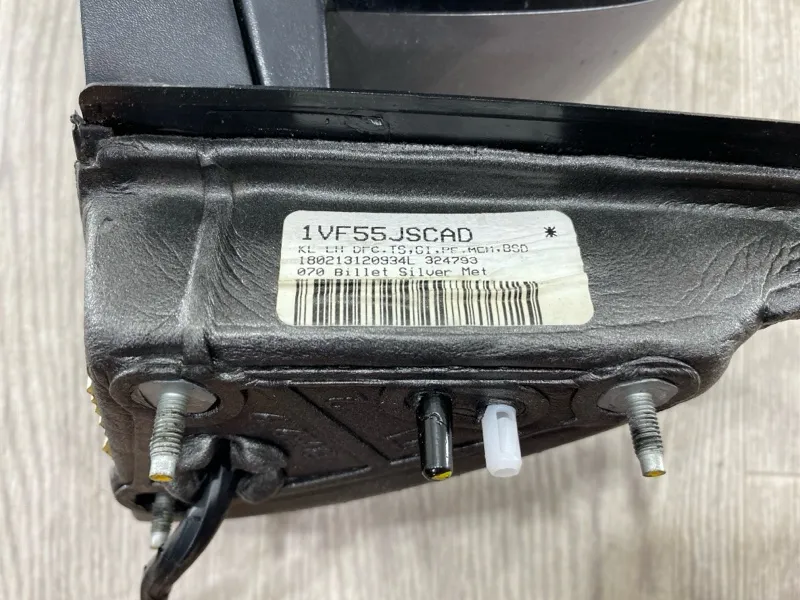 1VF55JSCAD *
KL LH DFC,TS,GI,PF,MEM,BSD
180213120934L 324793
070 Billet Silver Met